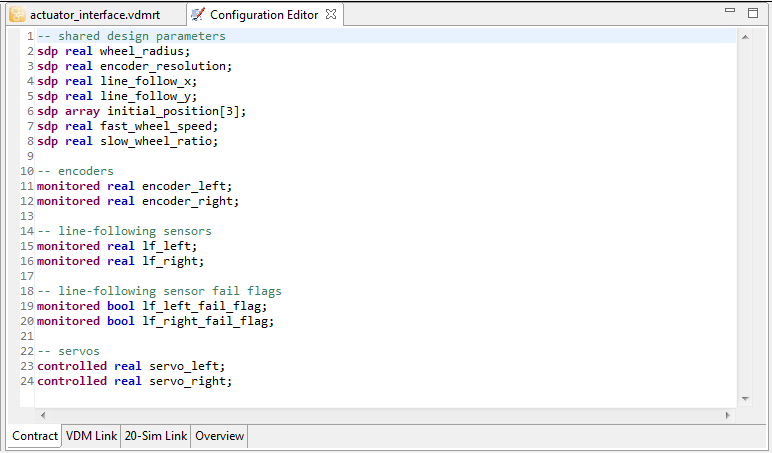 actuator_interface.vdmrt Configuration Editor
1 -- shared design parameters
2 sdp real wheel_radius;
3 sdp real encoder_resolution;
4 sdp real line_follow_x;
5 sdp real line_follow_y;
6 sdp array initial_position[3];
7 sdp real fast_wheel_speed;
8 sdp real slow_wheel_ratio;
9
10 -- encoders
11 monitored real encoder_left;
12 monitored real encoder_right;
13
14 -- line-following sensors
15 monitored real lf_left;
16 monitored real lf_right;
17
18 -- line-following sensor fail flags
19 monitored bool lf_left_fail_flag;
20 monitored bool lf_right_fail_flag;
21
22 -- servos
23 controlled real servo_left;
24 controlled real servo_right;
Contract VDM Link 20-Sim Link Overview